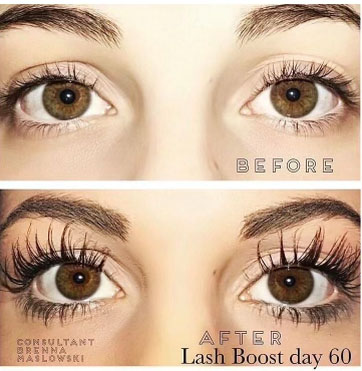 BEFORE
AFTER
CONSULTANT
BRENNA
MASLOWSKI
Lash Boost day 60